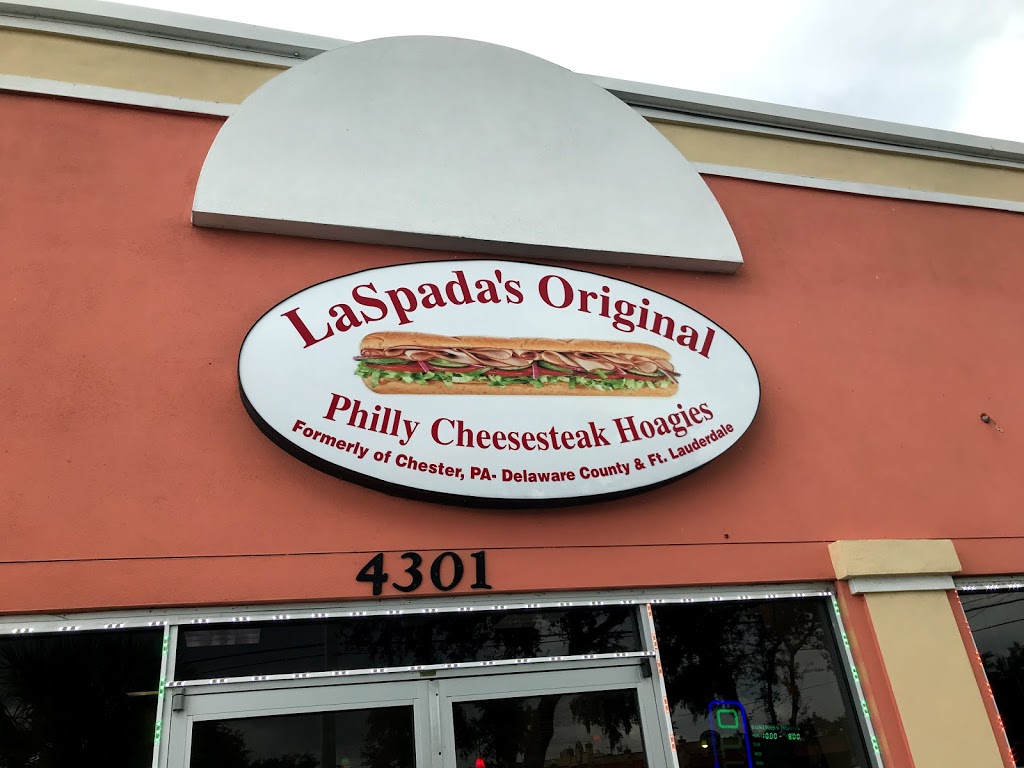 LaSpada's Original
Philly Cheesesteak Hoagies
Formerly of Chester, PA- Delaware County & Ft. Lauderdale
4301